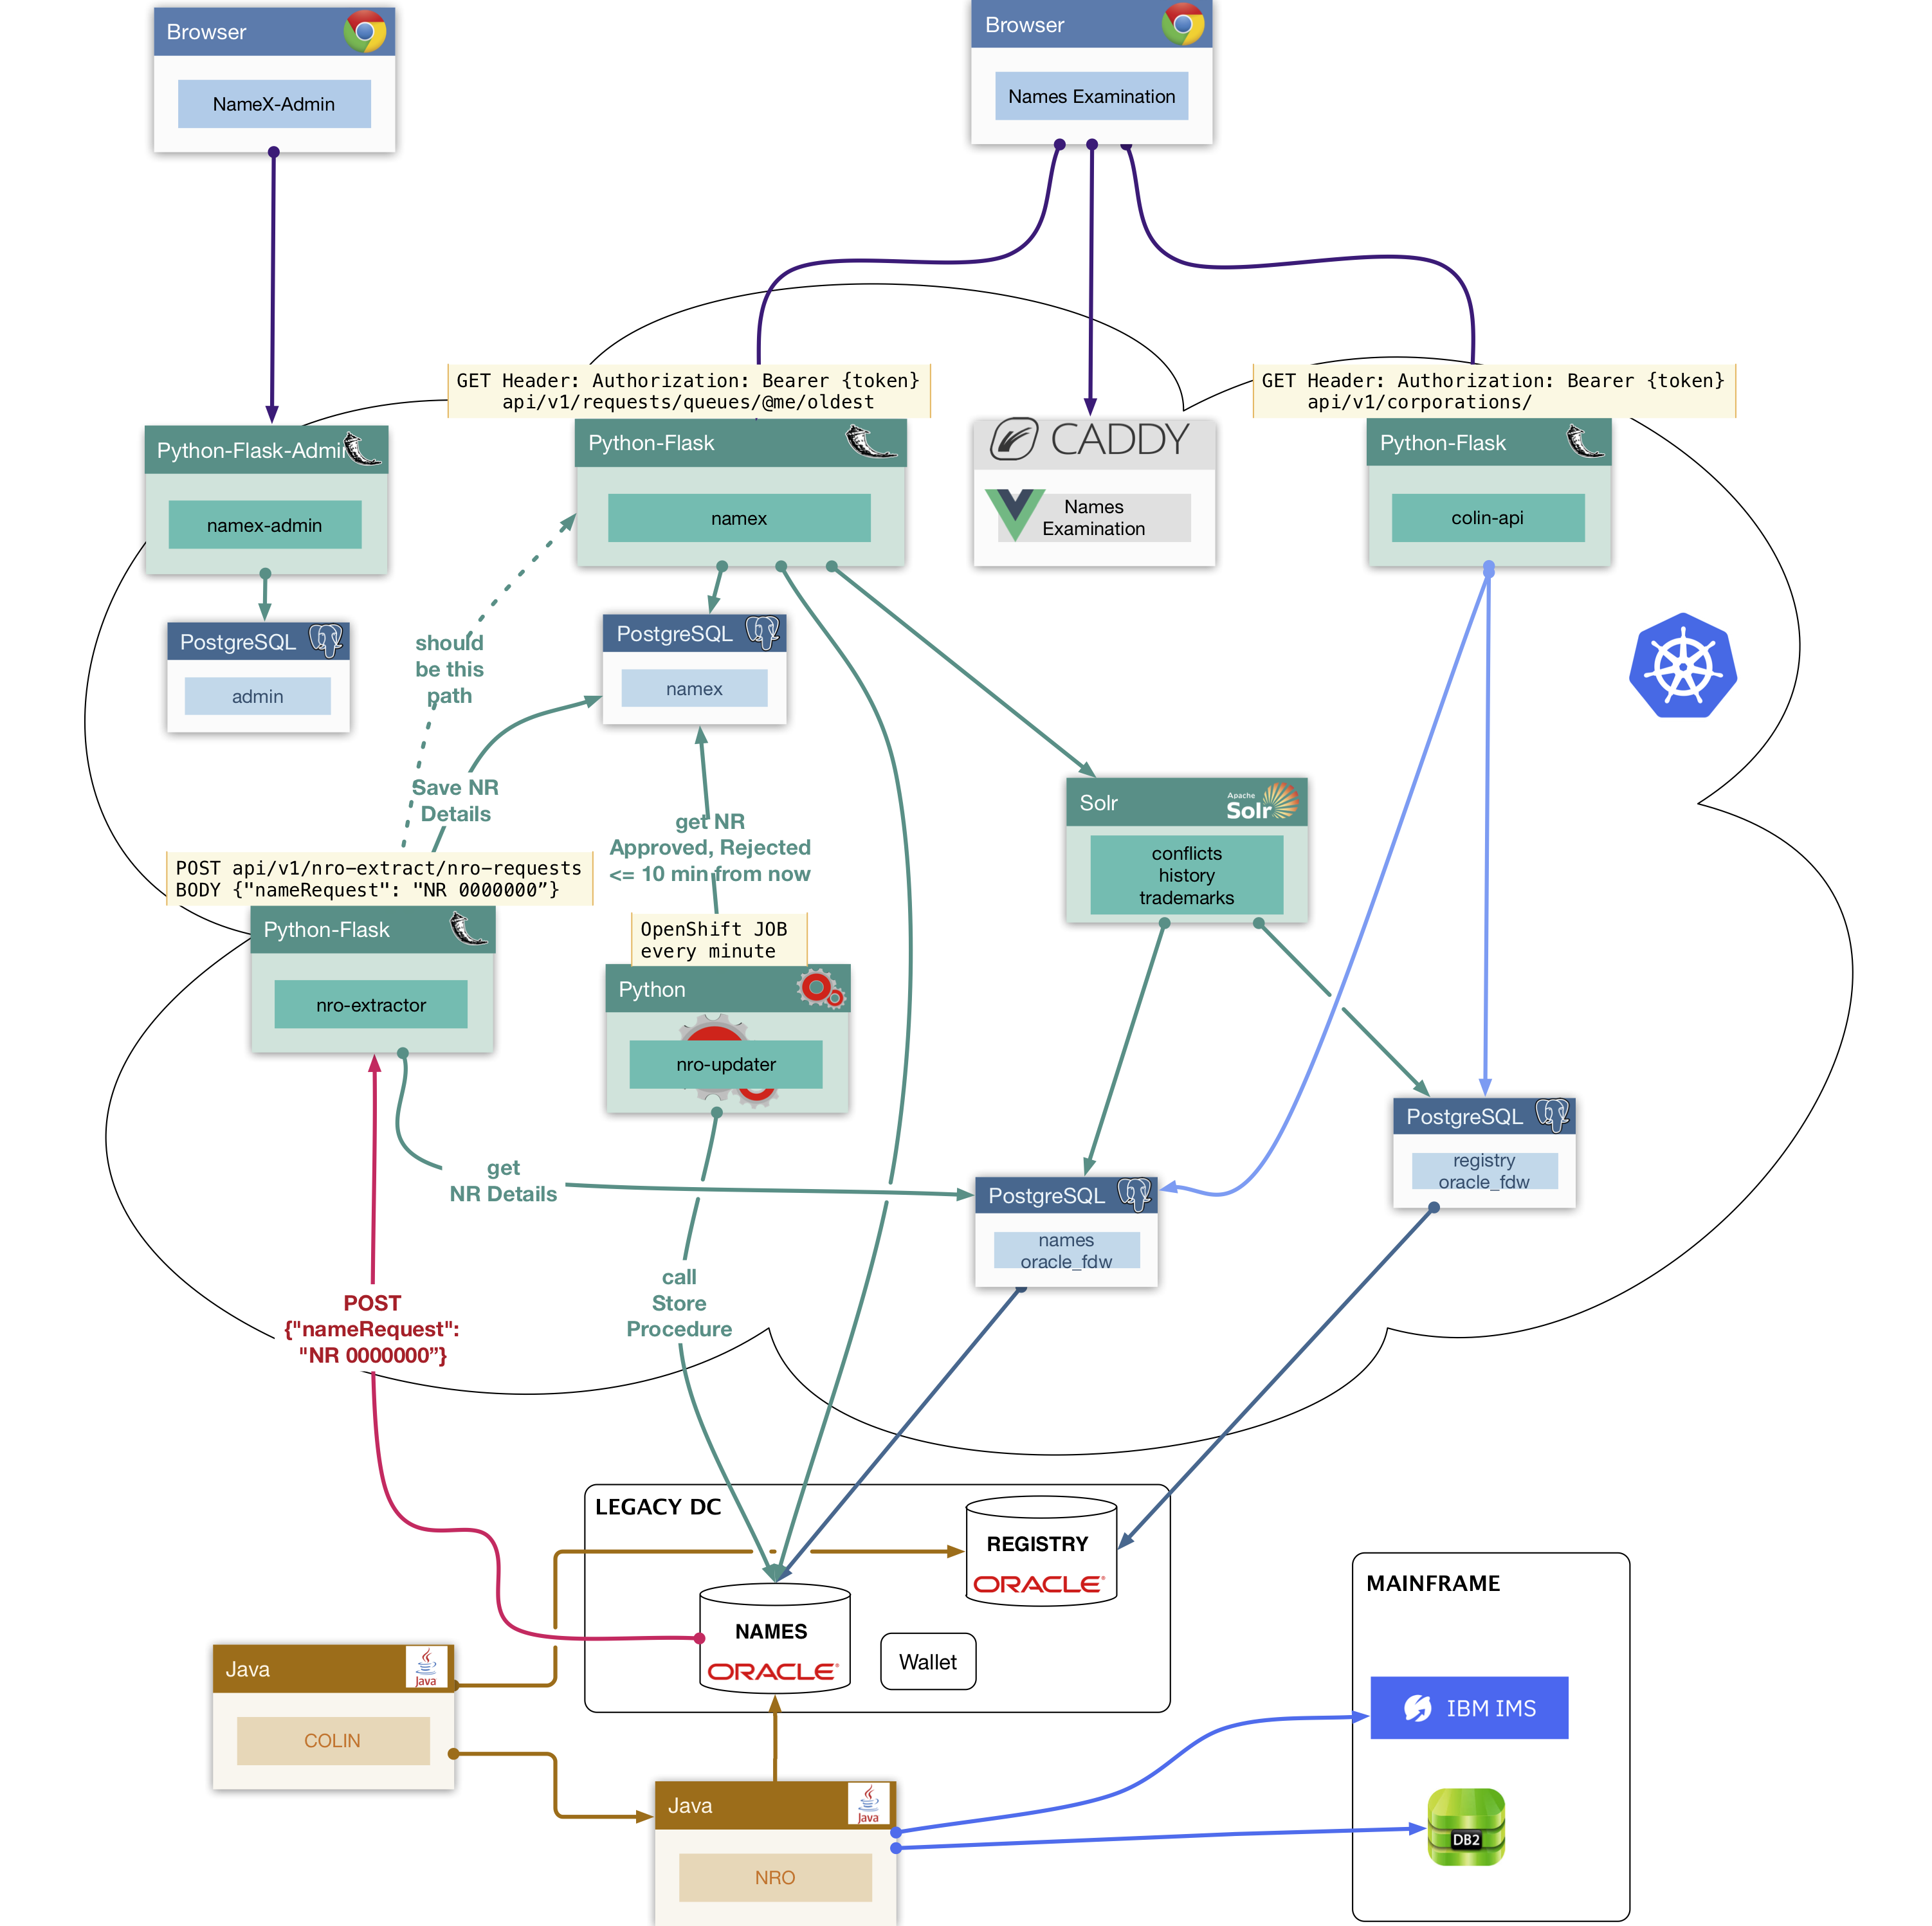 Browser
NameX-Admin
Browser
Names Examination
GET Header: Authorization: Bearer {token}
api/v1/requests/queues/@me/oldest
GET Header: Authorization: Bearer {token}
api/v1/corporations/
Python-Flask-Admin
namex-admin
Python-Flask
namex
CADDY
Names
Examination
Python-Flask
colin-api
PostgreSQL
admin
should
be this
path
PostgreSQL
namex
Save NR
Details
get NR
Approved, Rejected
<= 10 min from now
Solr
Apache
Solr
conflicts
history
trademarks
POST api/v1/nro-extract/nro-requests
BODY {"nameRequest": "NR 0000000”}
Python-Flask
nro-extractor
OpenShift JOB
every minute
Python
nro-updater
PostgreSQL
registry
oracle_fdw
get
NR Details
PostgreSQL
names
oracle_fdw
call
Store
Procedure
POST
{"nameRequest":
"NR 0000000”}
LEGACY DC
REGISTRY
ORACLE®
NAMES
ORACLE®
Wallet
MAINFRAME
IBM IMS
DB2
Java
Java
COLIN
Java
Java
NRO